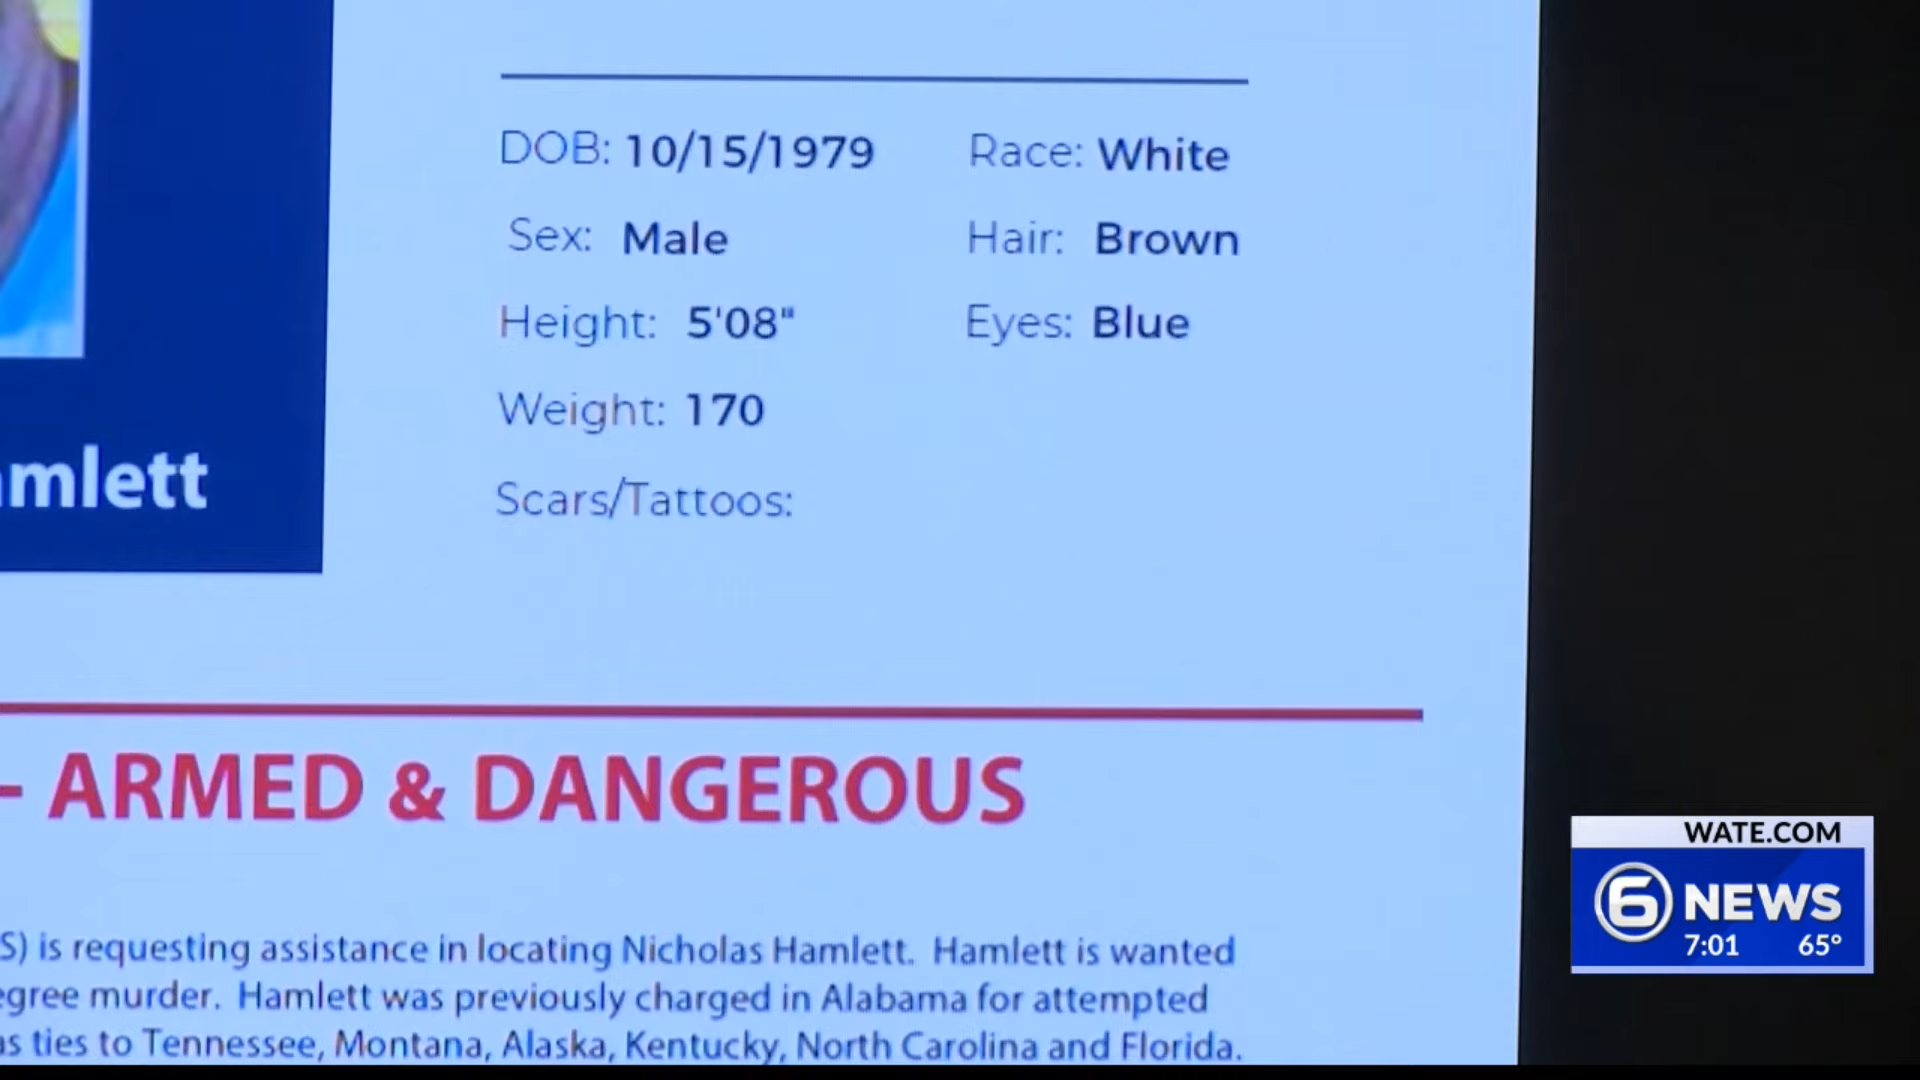 DOB: 10/15/1979 Race: White
Sex: Male Hair: Brown
Height: 5'08" Eyes: Blue
Weight: 170
Scars/Tattoos:
mlett
- ARMED & DANGEROUS
S) is requesting assistance in locating Nicholas Hamlett. Hamlett is wanted
egree murder. Hamlett was previously charged in Alabama for attempted
as ties to Tennessee, Montana, Alaska, Kentucky, North Carolina and Florida.
WATE.COM
6 NEWS
7:01 65°